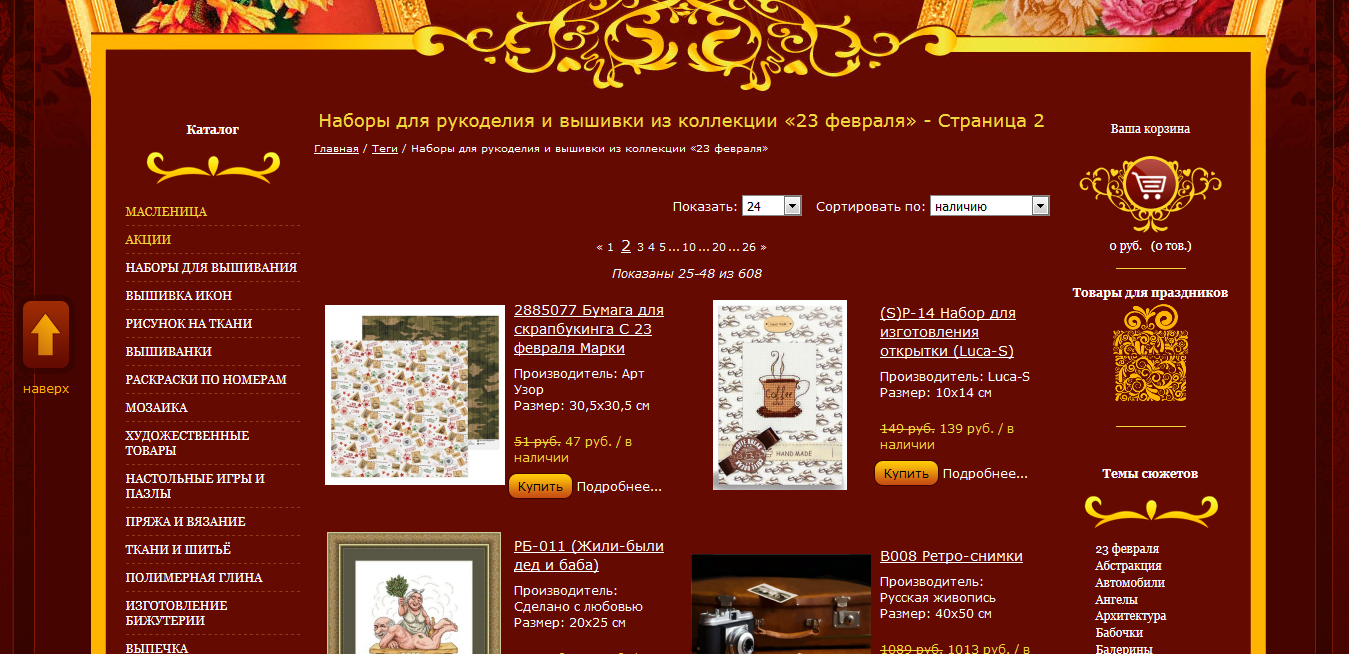 Каталог
МАСЛЕНИЦА
АКЦИИ
НАБОРЫ ДЛЯ ВЫШИВАНИЯ
ВЫШИВКА ИКОН
РИСУНОК НА ТКАНИ
ВЫШИВАНКИ
РАСКРАСКИ ПО НОМЕРАМ
МОЗАИКА
ХУДОЖЕСТВЕННЫЕ
ТОВАРЫ
НАСТОЛЬНЫЕ ИГРЫ И
ПАЗЛЫ
ПРЯЖА И ВЯЗАНИЕ
ТКАНИ И ШИТЬЁ
ПОЛИМЕРНАЯ ГЛИНА
ИЗГОТОВЛЕНИЕ
БИЖУТЕРИИ
ВЫПЕЧКА
наверх
Наборы для рукоделия и вышивки из коллекции «23 февраля» - Страница 2
Главная / Теги / Наборы для рукоделия и вышивки из коллекции «23 февраля»
Показать: 24 Сортировать по: наличию
« 1 2 3 4 5 ... 10 ... 20 ... 26 »
Показаны 25-48 из 608
2885077 Бумага для
скрапбукинга С 23
февраля Марки
Производитель: Арт
Узор
Размер: 30,5x30,5 см
51 руб. 47 руб. / в
наличии
Купить Подробнее...
HAND MADE
Coffee
(S)P-14 Набор для
изготовления
открытки (Luca-S)
Производитель: Luca-S
Размер: 10x14 см
149 руб. 139 руб. / в
наличии
Купить Подробнее...
РБ-011 (Жили-были
дед и баба)
Производитель:
Сделано с любовью
Размер: 20x25 см
B008 Ретро-снимки
Производитель:
Русская живопись
Размер: 40x50 см
1089 руб. 1013 руб. / в
Ваша корзина
0 руб. (0 тов.)
Товары для праздников
Темы сюжетов
23 февраля
Абстракция
Автомобили
Ангелы
Архитектура
Бабочки
Балерины